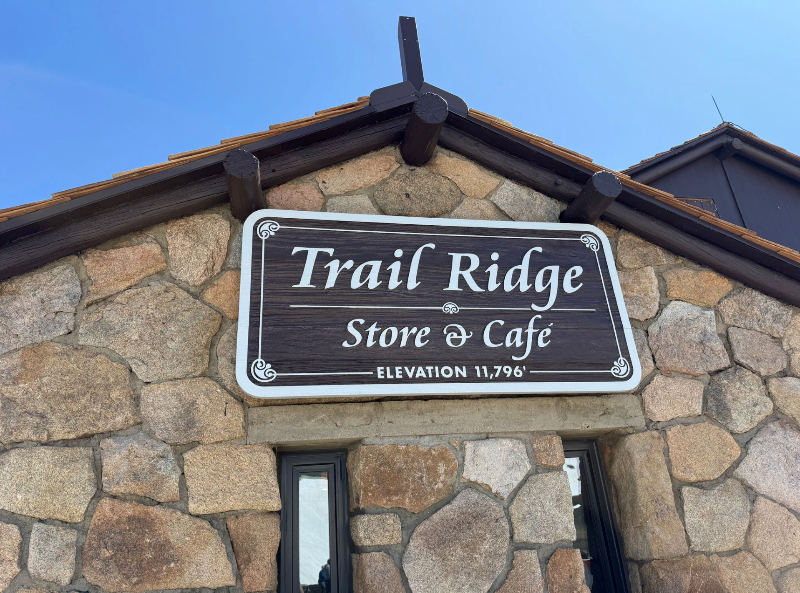 Trail Ridge
Store & Café
ELEVATION 11,796'